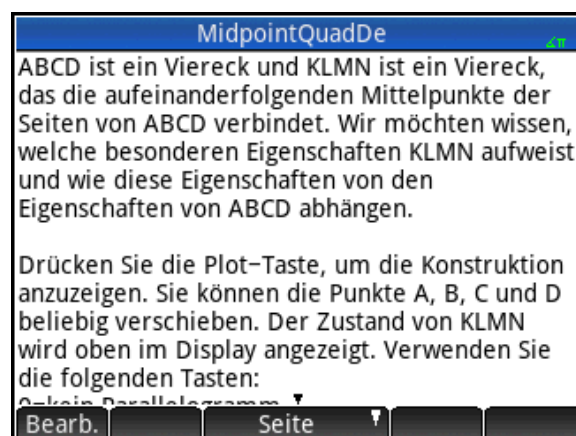 MidpointQuadDe
∡π
ABCD ist ein Viereck und KLMN ist ein Viereck,
das die aufeinanderfolgenden Mittelpunkte der
Seiten von ABCD verbindet. Wir möchten wissen,
welche besonderen Eigenschaften KLMN aufweist
und wie diese Eigenschaften von den
Eigenschaften von ABCD abhängen.
Drücken Sie die Plot-Taste, um die Konstruktion
anzuzeigen. Sie können die Punkte A, B, C und D
beliebig verschieben. Der Zustand von KLMN
wird oben im Display angezeigt. Verwenden Sie
die folgenden Tasten:
0=kein Parallelogramm
Bearb. Seite